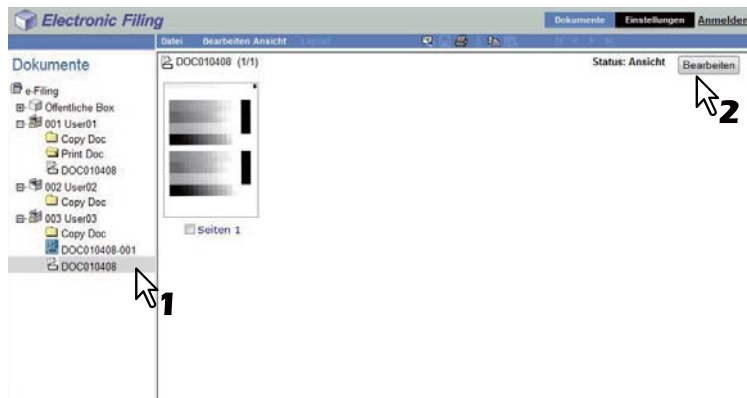 Electronic Filing
Dokumente Einstellungen Anmelden
Datei Bearbeiten Ansicht Layout
Dokumente
e-Filing
Öffentliche Box
001 User01
Copy Doc
Print Doc
DOC010408
002 User02
Copy Doc
003 User03
Copy Doc
DOC010408-001
DOC010408
1
DOC010408 (1/1)
Status: Ansicht Bearbeiten
2
Seiten 1